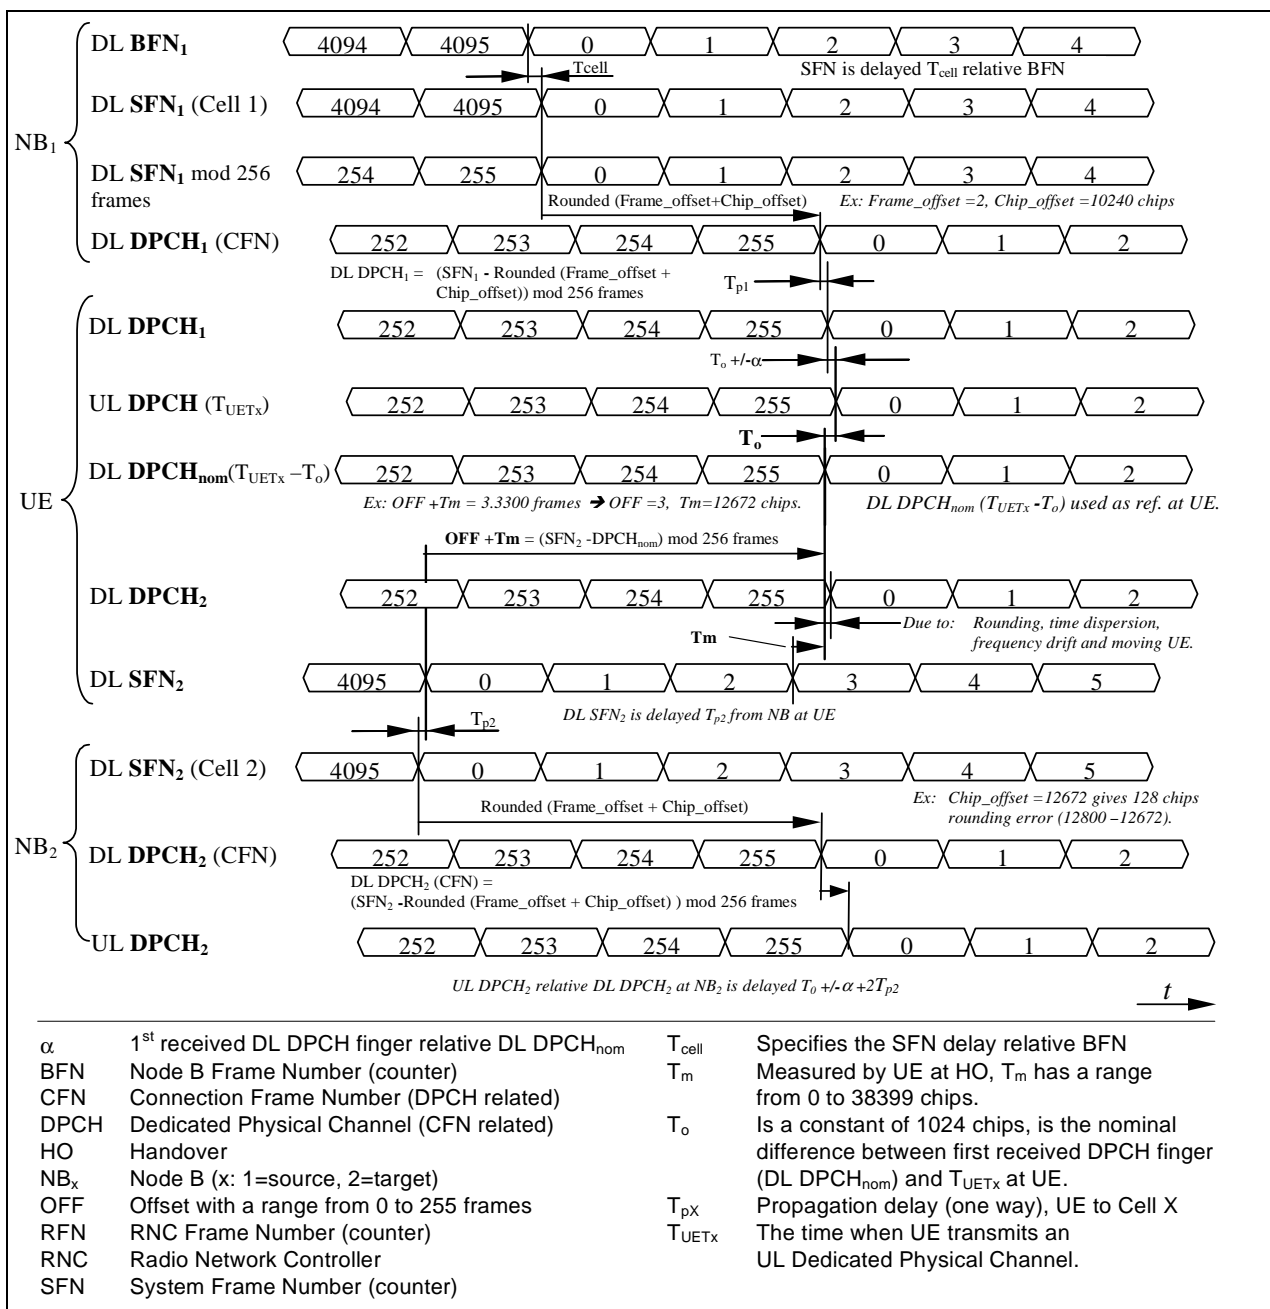 DL BFN1 4094 4095 0 1 2 3 4
Tcell SFN is delayed Tcell relative BFN
DL SFN1 (Cell 1) 4094 4095 0 1 2 3 4
NB1
DL SFN1 mod 256 frames 254 255 0 1 2 3 4
Rounded (Frame_offset+Chip_offset) Ex: Frame_offset =2, Chip_offset =10240 chips
DL DPCH1 (CFN) 252 253 254 255 0 1 2
DL DPCH1 = (SFN1 - Rounded (Frame_offset +
Chip_offset)) mod 256 frames
Tp1
DL DPCH1 252 253 254 255 0 1 2
To +/-α
UL DPCH (TUETx) 252 253 254 255 0 1 2
To
DL DPCHnom(TUETx –To) 252 253 254 255 0 1 2
UE
Ex: OFF +Tm = 3.3300 frames ➔ OFF =3, Tm=12672 chips. DL DPCHnom (TUETx -To) used as ref. at UE.
OFF +Tm = (SFN2 -DPCHnom) mod 256 frames
DL DPCH2 252 253 254 255 0 1 2
Due to: Rounding, time dispersion,
frequency drift and moving UE.
Tm
DL SFN2 4095 0 1 2 3 4 5
DL SFN2 is delayed Tp2 from NB at UE
Tp2
DL SFN2 (Cell 2) 4095 0 1 2 3 4 5
Rounded (Frame_offset + Chip_offset) Ex: Chip_offset =12672 gives 128 chips
rounding error (12800 –12672).
NB2
DL DPCH2 (CFN) 252 253 254 255 0 1 2
DL DPCH2 (CFN) =
(SFN2 -Rounded (Frame_offset + Chip_offset) ) mod 256 frames
UL DPCH2 252 253 254 255 0 1 2
UL DPCH2 relative DL DPCH2 at NB2 is delayed T0 +/-α +2Tp2
t
α 1st received DL DPCH finger relative DL DPCHnom
BFN Node B Frame Number (counter)
CFN Connection Frame Number (DPCH related)
DPCH Dedicated Physical Channel (CFN related)
HO Handover
NBx Node B (x: 1=source, 2=target)
OFF Offset with a range from 0 to 255 frames
RFN RNC Frame Number (counter)
RNC Radio Network Controller
SFN System Frame Number (counter)
Tcell Specifies the SFN delay relative BFN
Tm Measured by UE at HO, Tm has a range
from 0 to 38399 chips.
To Is a constant of 1024 chips, is the nominal
difference between first received DPCH finger
(DL DPCHnom) and TUETx at UE.
TpX Propagation delay (one way), UE to Cell X
TUETx The time when UE transmits an
UL Dedicated Physical Channel.